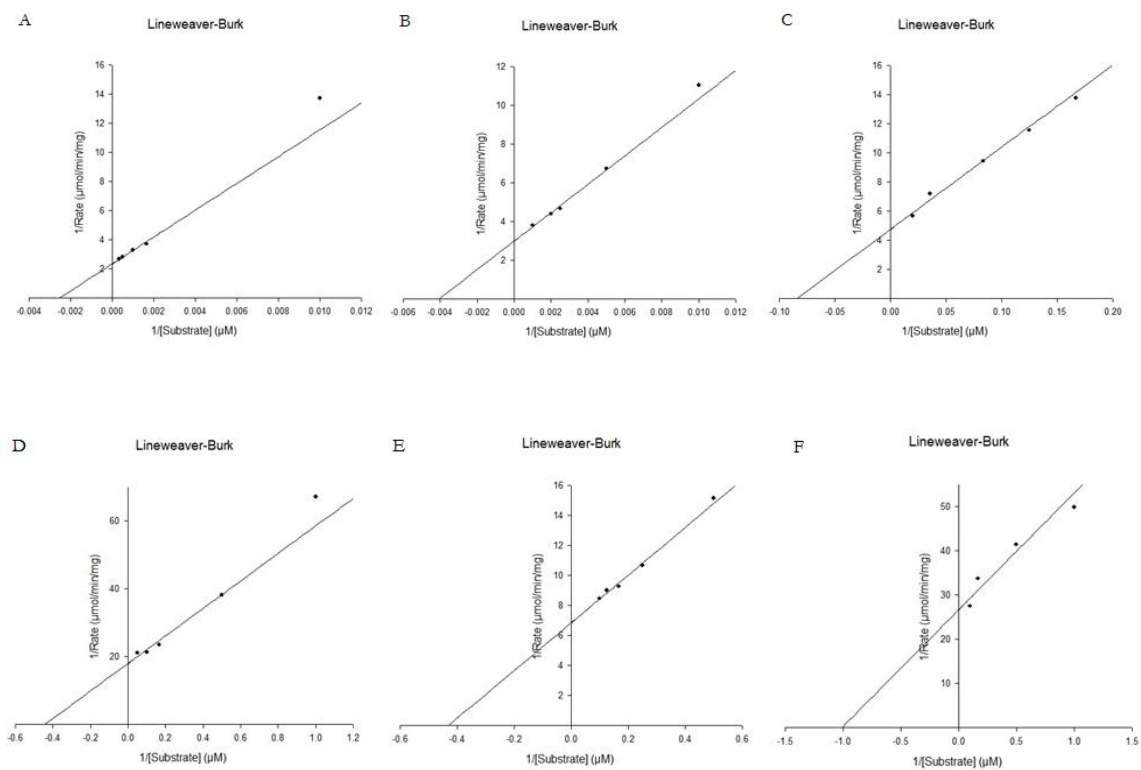 A
Lineweaver-Burk
16
14
12
10
8
6
4
2
1/Rate (µmol/min/mg)
-0.004 -0.002 0.000 0.002 0.004 0.006 0.008 0.010 0.012
1/[Substrate] (µM)
B
Lineweaver-Burk
12
10
8
6
4
2
1/Rate (µmol/min/mg)
-0.006 -0.004 -0.002 0.000 0.002 0.004 0.006 0.008 0.010 0.012
1/[Substrate] (µM)
C
Lineweaver-Burk
16
14
12
10
8
6
4
2
1/Rate (µmol/min/mg)
-0.10 -0.05 0.00 0.05 0.10 0.15 0.20
1/[Substrate] (µM)
D
Lineweaver-Burk
60
40
20
1/Rate (µmol/min/mg)
-0.6 -0.4 -0.2 0.0 0.2 0.4 0.6 0.8 1.0 1.2
1/[Substrate] (µM)
E
Lineweaver-Burk
16
14
12
10
8
6
4
2
1/Rate (µmol/min/mg)
-0.6 -0.4 -0.2 0.0 0.2 0.4 0.6
1/[Substrate] (µM)
F
Lineweaver-Burk
50
40
30
20
10
1/Rate (µmol/min/mg)
-1.5 -1.0 -0.5 0.0 0.5 1.0 1.5
1/[Substrate] (µM)